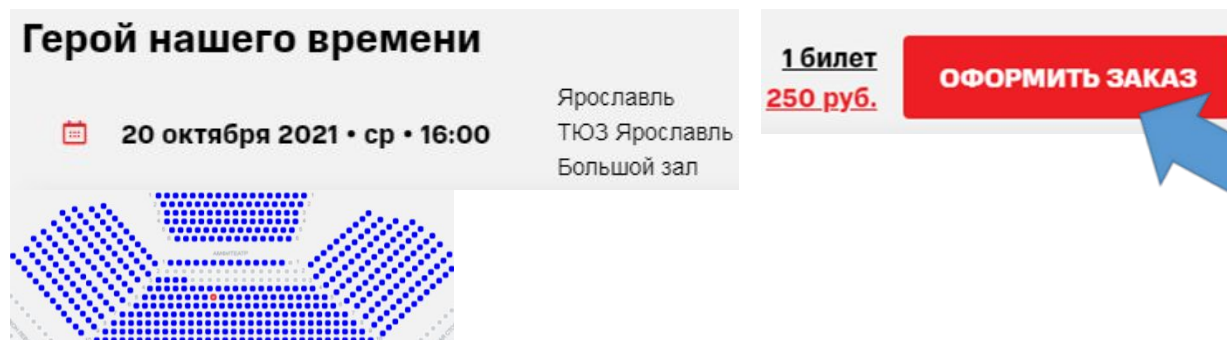 Герой нашего времени
20 октября 2021 • ср • 16:00
Ярославль
ТЮЗ Ярославль
Большой зал
1 билет
250 руб.
ОФОРМИТЬ ЗАКАЗ
АМФИТЕАТР